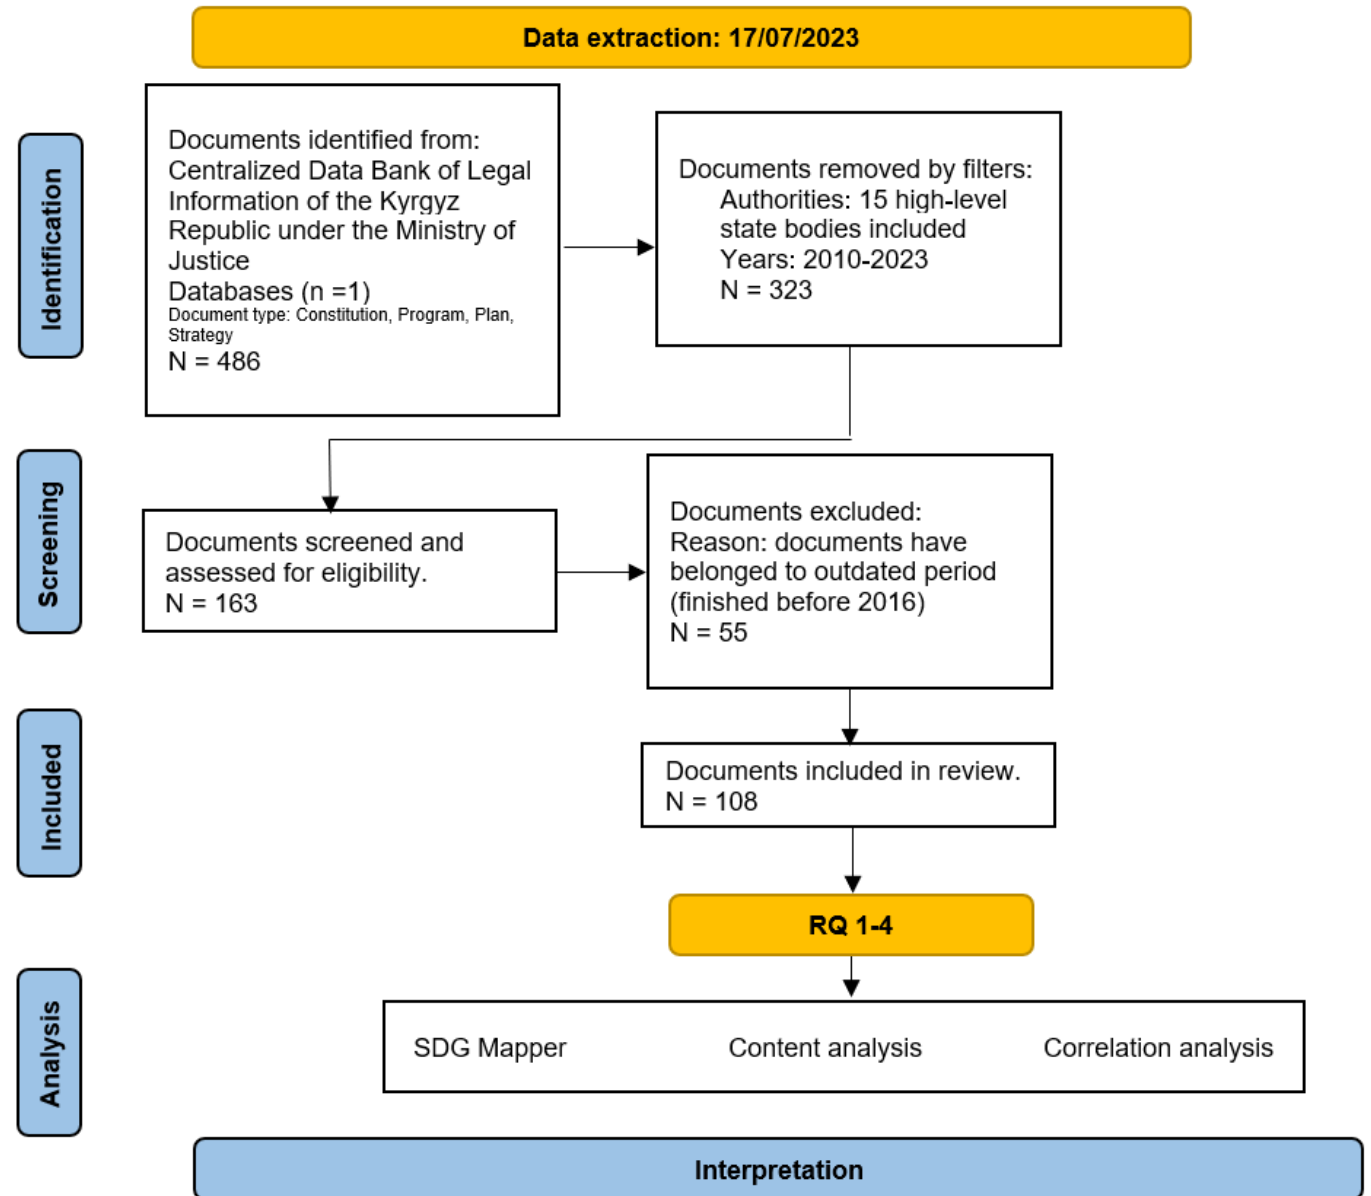 Data extraction: 17/07/2023
Identification
Documents identified from:
Centralized Data Bank of Legal
Information of the Kyrgyz
Republic under the Ministry of
Justice
Databases (n =1)
Document type: Constitution, Program, Plan,
Strategy
N = 486
Documents removed by filters:
Authorities: 15 high-level
state bodies included
Years: 2010-2023
N = 323
Screening
Documents screened and
assessed for eligibility.
N = 163
Documents excluded:
Reason: documents have
belonged to outdated period
(finished before 2016)
N = 55
Included
Documents included in review.
N = 108
RQ 1-4
Analysis
SDG Mapper
Content analysis
Correlation analysis
Interpretation